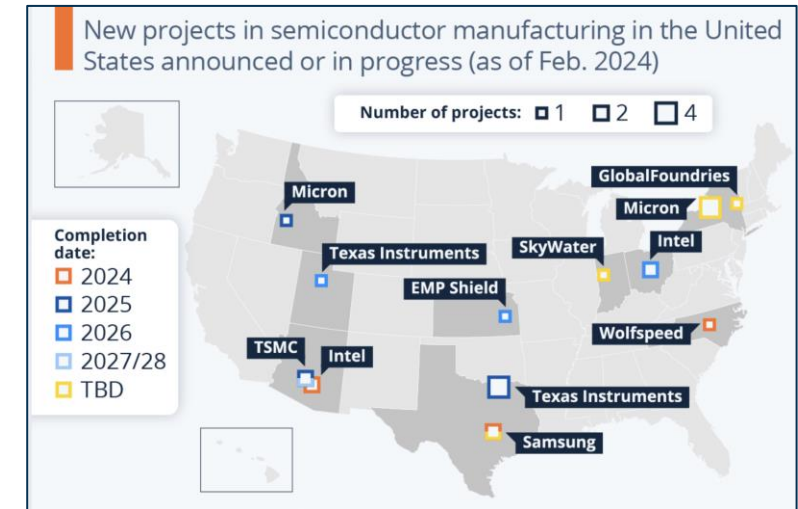 New projects in semiconductor manufacturing in the United
States announced or in progress (as of Feb. 2024)
Number of projects: 1 2 4
GlobalFoundries
Micron
Micron
Intel
SkyWater
Texas Instruments
EMP Shield
Wolfspeed
TSMC
Intel
Texas Instruments
Samsung
Completion
date:
2024
2025
2026
2027/28
TBD